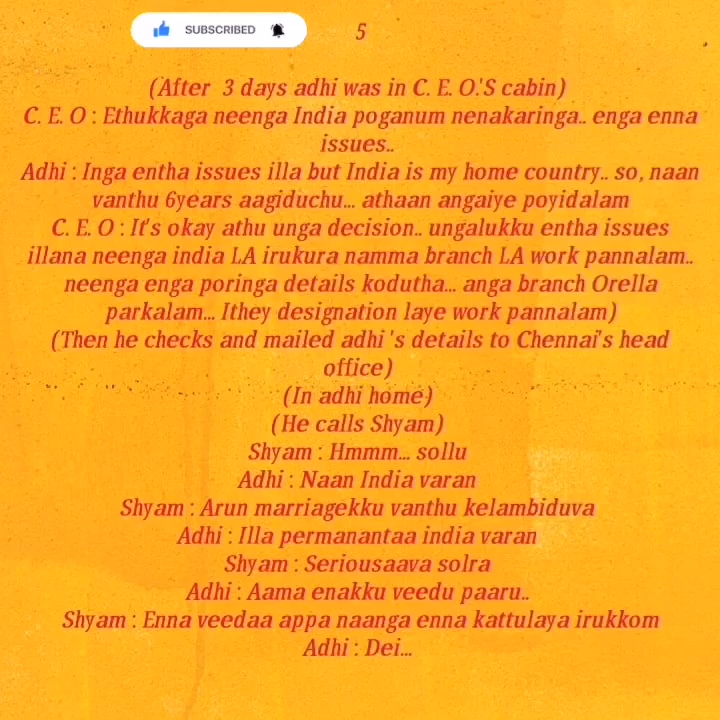 SUBSCRIBED
5
(After 3 days adhi was in C. E. O.'S cabin)
C. E. O : Ethukkaga neenga India poganum nenakaringa.. enga enna
issues..
Adhi : Inga entha issues illa but India is my home country.. so, naan
vanthu 6years aagiduchu... athaan angaiye poyidalam
C. E. O : It's okay athu unga decision.. ungalukku entha issues
illana neenga india LA irukura namma branch LA work pannalam..
neenga enga poringa details kodutha... anga branch Orella
parkalam... Ithey designation laye work pannalam)
(Then he checks and mailed adhi 's details to Chennai's head
office)
(In adhi home)
(He calls Shyam)
Shyam : Hmmm... sollu
Adhi : Naan India varan
Shyam : Arun marriagekku vanthu kelambiduva
Adhi : Illa permanantaa india varan
Shyam : Seriousaava solra
Adhi : Aama enakku veedu paaru..
Shyam : Enna veedaa appa naanga enna kattulaya irukkom
Adhi : Dei...